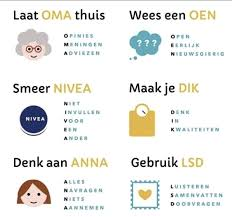 Laat OMA thuis
OPINIES
MENINGEN
ADVIEZEN
Wees een OEN
???
OPEN
EERLIJK
NIEUWSGIERIG
Smeer NIVEA
NIVEA
NIET
INVULLEN
VOOR
EEN
ANDER
Maak je DIK
DENK
IN
KWALITEITEN
Denk aan ANNA
ALLES
NAVRAGEN
NIETS
AANNEMEN
Gebruik LSD
LUISTEREN
SAMENVATTEN
DOORVRAGEN